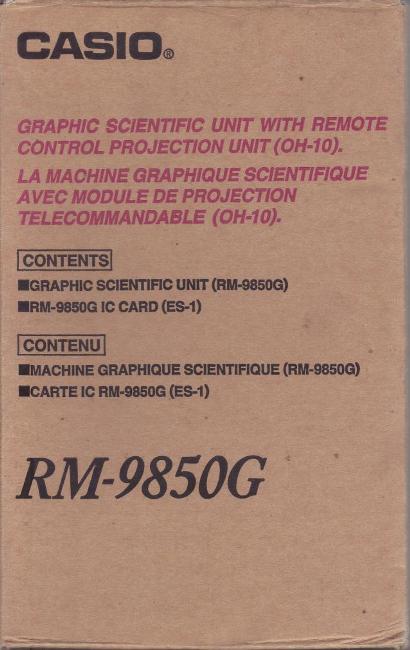 CASIO®
GRAPHIC SCIENTIFIC UNIT WITH REMOTE
CONTROL PROJECTION UNIT (OH-10).
LA MACHINE GRAPHIQUE SCIENTIFIQUE
AVEC MODULE DE PROJECTION
TELECOMMANDABLE (OH-10).
CONTENTS
■GRAPHIC SCIENTIFIC UNIT (RM-9850G)
■RM-9850G IC CARD (ES-1)
CONTENU
■MACHINE GRAPHIQUE SCIENTIFIQUE (RM-9850G)
■CARTE IC RM-9850G (ES-1)
RM-9850G